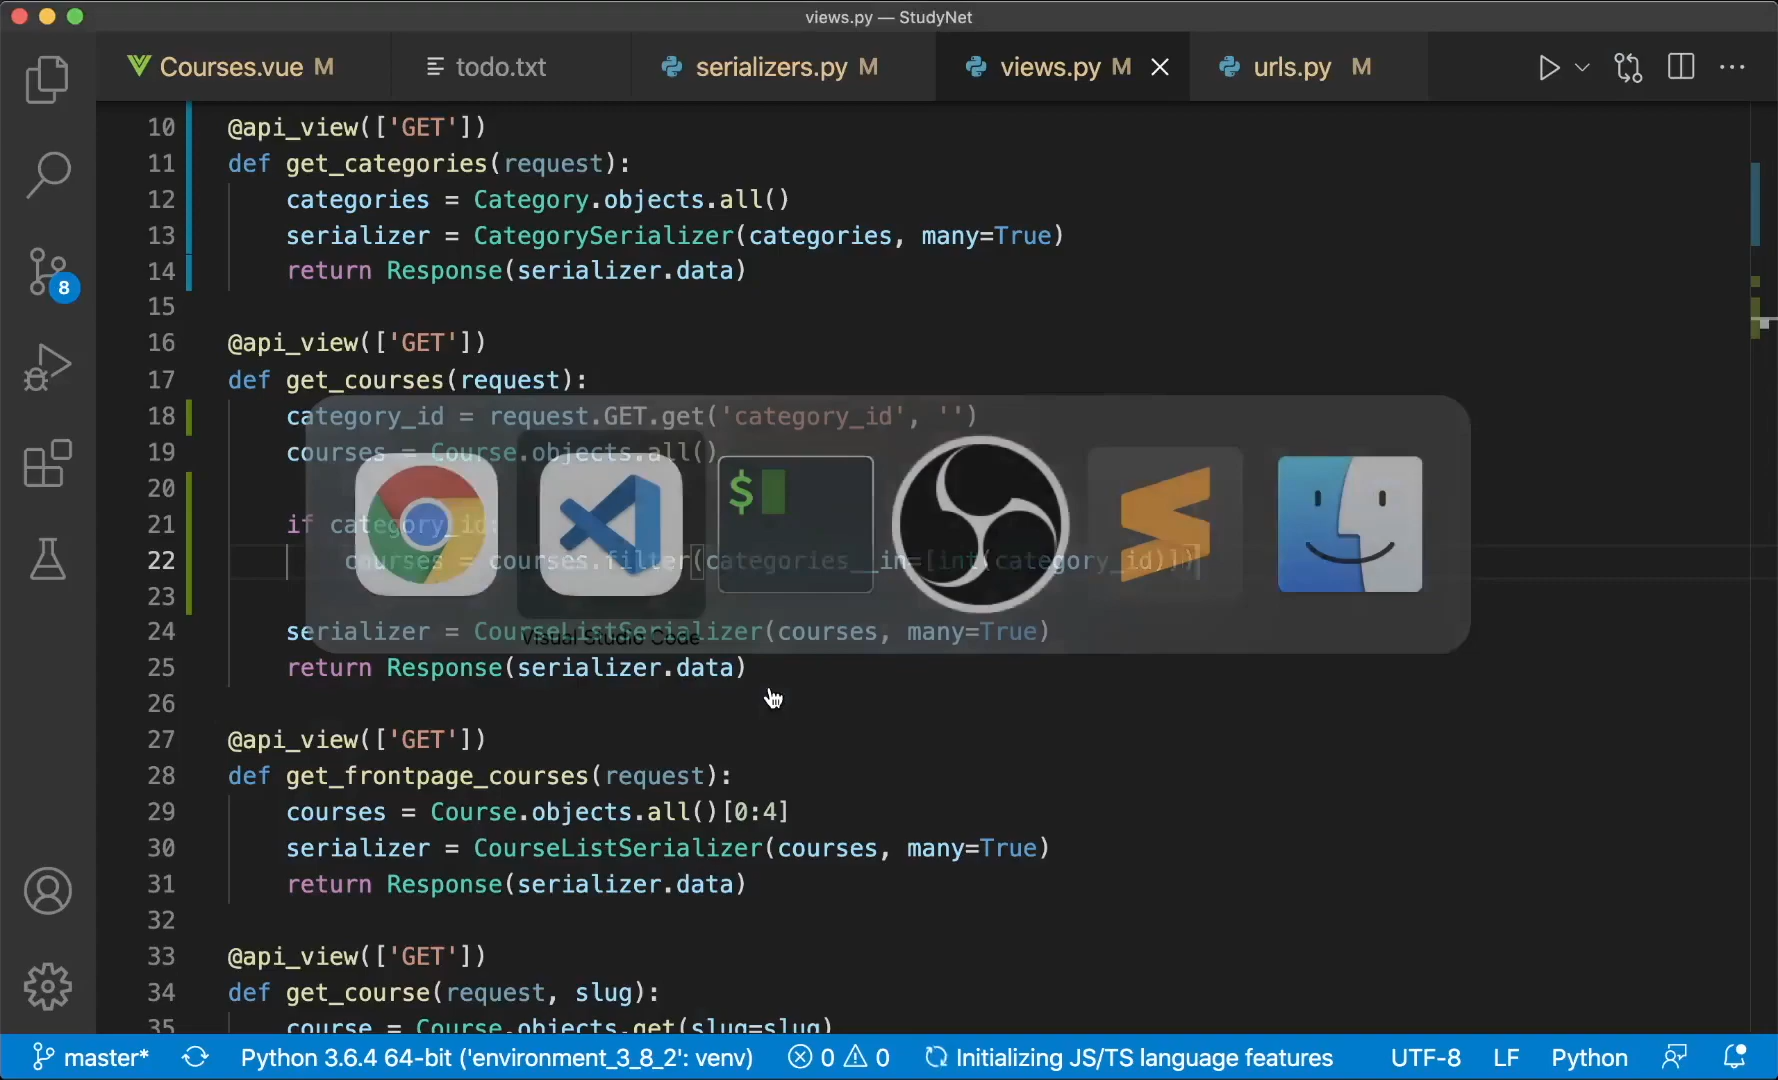 views.py — StudyNet
Courses.vue M
todo.txt
serializers.py M
views.py M
urls.py M
10 @api_view(['GET'])
11 def get_categories(request):
12     categories = Category.objects.all()
13     serializer = CategorySerializer(categories, many=True)
14     return Response(serializer.data)
15
16 @api_view(['GET'])
17 def get_courses(request):
18     category_id = request.GET.get('category_id', '')
19     courses = Course.objects.all()
20
21     if category_id:
22         courses = courses.filter(categories__in=[int(category_id)])
23
24     serializer = CourseListSerializer(courses, many=True)
25     return Response(serializer.data)
26
27 @api_view(['GET'])
28 def get_frontpage_courses(request):
29     courses = Course.objects.all()[0:4]
30     serializer = CourseListSerializer(courses, many=True)
31     return Response(serializer.data)
32
33 @api_view(['GET'])
34 def get_course(request, slug):
35     course = Course.objects.get(slug=slug)
8
$
Visual Studio Code
master*
Python 3.6.4 64-bit ('environment_3_8_2': venv)
0
0
Initializing JS/TS language features
UTF-8
LF
Python